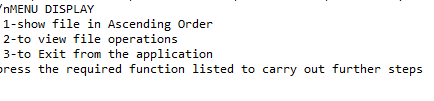 /nMENU DISPLAY
1-show file in Ascending Order
2-to view file operations
3-to Exit from the application
press the required function listed to carry out further steps